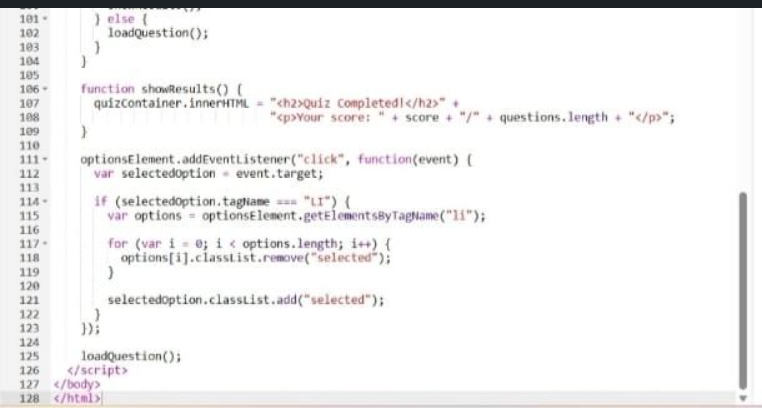 101 } else {
102 loadQuestion();
103 }
104 }
105
106 function showResults() {
107 quizContainer.innerHTML = "<h2>Quiz Completed!</h2>" +
108 "<p>Your score: " + score + "/" + questions.length + "</p>";
109 }
110
111 optionsElement.addEventListener("click", function(event) {
112 var selectedOption = event.target;
113
114 if (selectedOption.tagName === "LI") {
115 var options = optionsElement.getElementsByTagName("li");
116
117 for (var i = 0; i < options.length; i++) {
118 options[i].classList.remove("selected");
119 }
120
121 selectedOption.classList.add("selected");
122 }
123 });
124
125 loadQuestion();
126 </script>
127 </body>
128 </html>